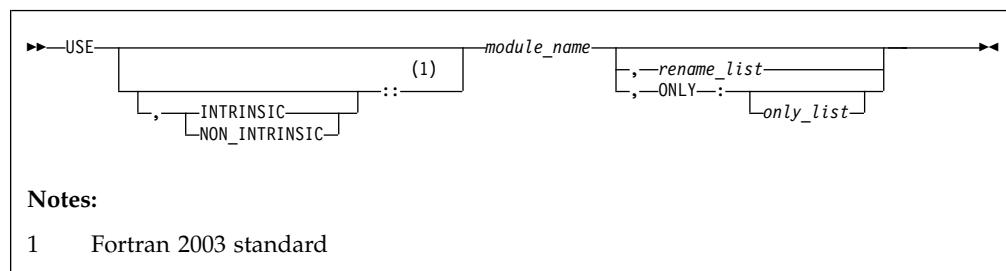 USE module_name
(1) , rename_list
:: , ONLY :
, INTRINSIC only_list
NON_INTRINSIC
Notes:
1 Fortran 2003 standard